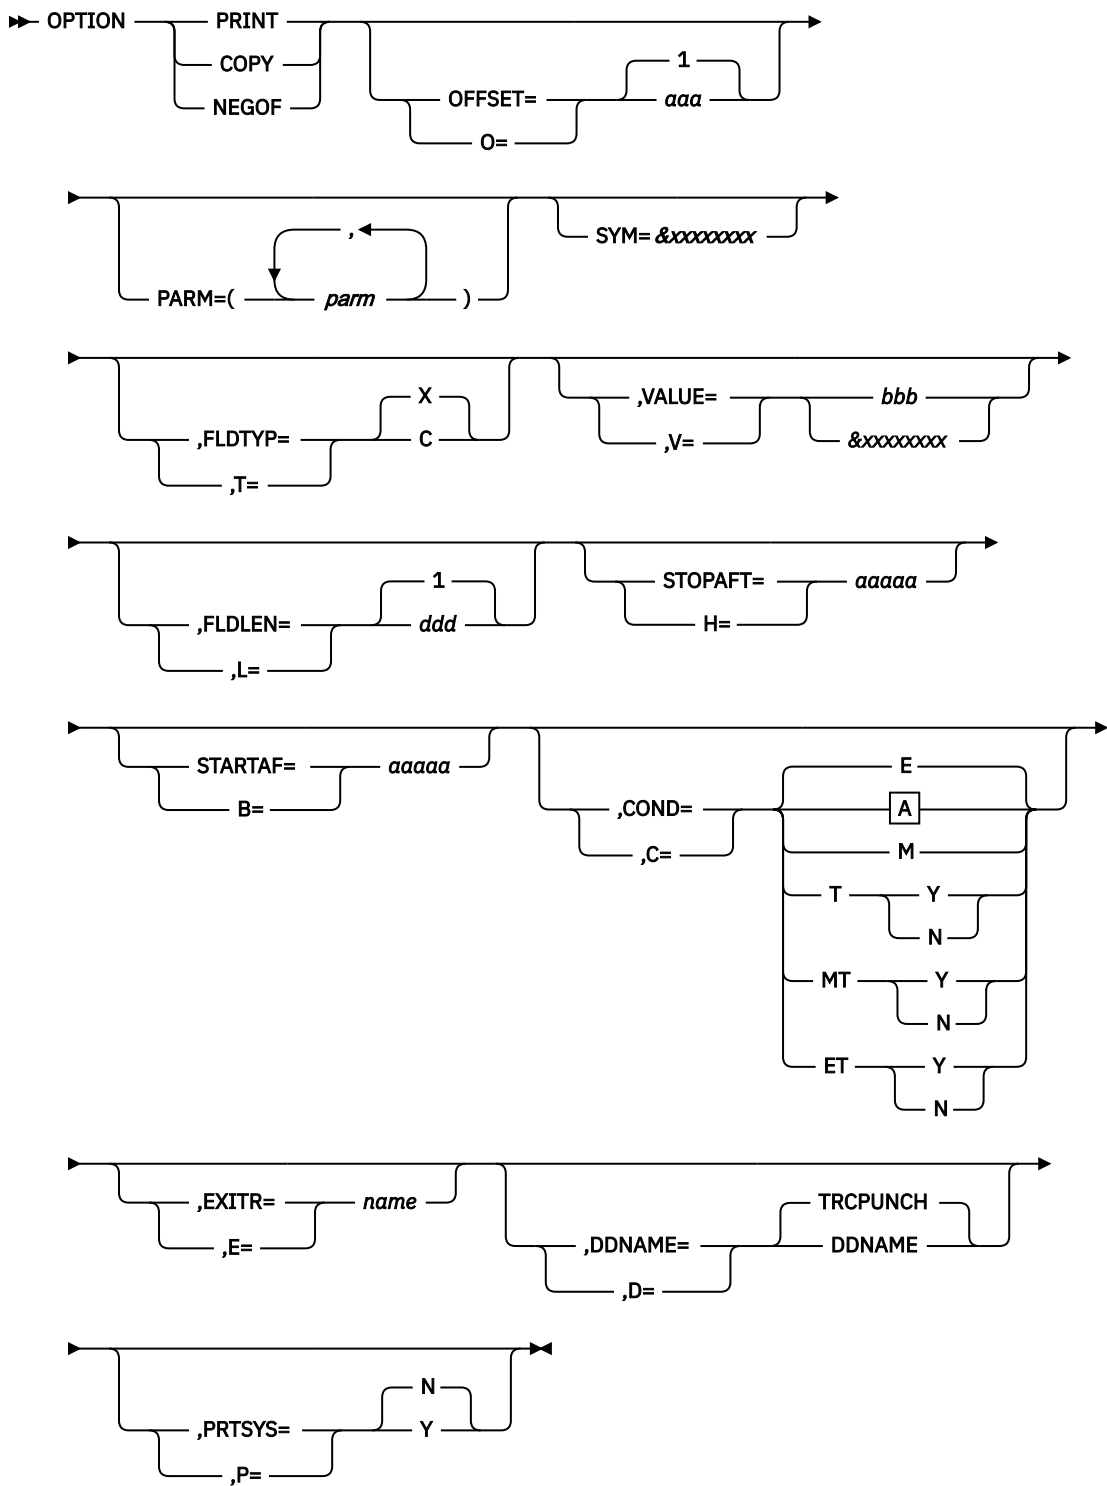 OPTION PRINT
COPY
NEGOF
1
OFFSET= aaa
O=
,
PARM=( parm )
SYM= &xxxxxxxx
X
,FLDTYP= C
,T=
,VALUE= bbb
,V= &xxxxxxxx
1
,FLDLEN= ddd
,L=
STOPAFT= aaaaa
H=
STARTAF= aaaaa
B=
E
,COND= A
,C=
M
T Y
N
MT Y
N
ET Y
N
,EXITR= name
,E=
TRCPUNCH
,DDNAME= DDNAME
,D=
N
,PRTSYS= Y
,P=